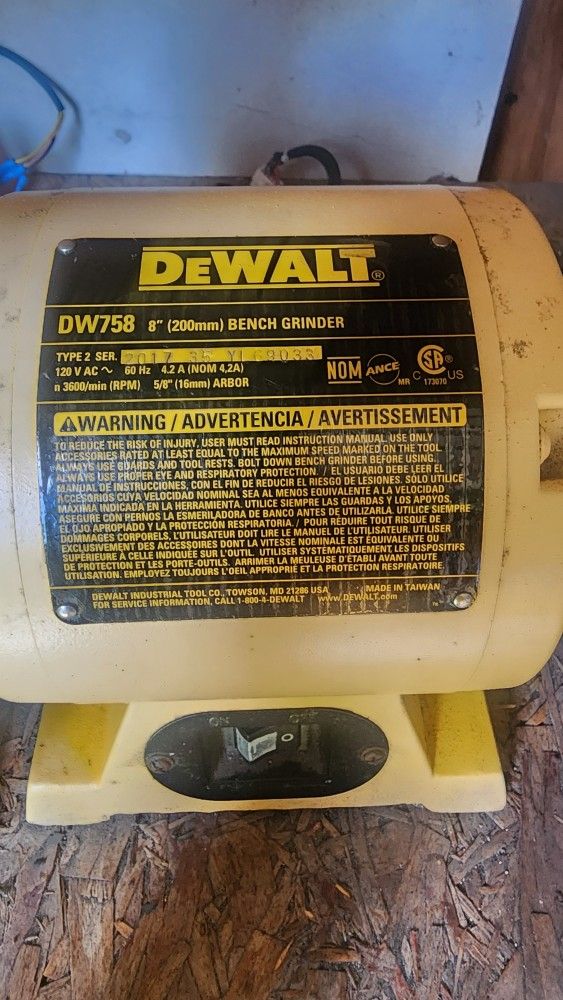 DEWALT®
DW758 8" (200mm) BENCH GRINDER
TYPE 2 SER. 2017 35 YL 69033
120 V AC ∿ 60 Hz 4.2 A (NOM 4,2A)
n 3600/min (RPM) 5/8" (16mm) ARBOR
NOM ANCE MR C US ®
173070
WARNING / ADVERTENCIA / AVERTISSEMENT
TO REDUCE THE RISK OF INJURY, USER MUST READ INSTRUCTION MANUAL. USE ONLY
ACCESSORIES RATED AT LEAST EQUAL TO THE MAXIMUM SPEED MARKED ON THE TOOL.
ALWAYS USE GUARDS AND TOOL RESTS. BOLT DOWN BENCH GRINDER BEFORE USING.
ALWAYS USE PROPER EYE AND RESPIRATORY PROTECTION. / EL USUARIO DEBE LEER EL
MANUAL DE INSTRUCCIONES, CON EL FIN DE REDUCIR EL RIESGO DE LESIONES. SÓLO UTILICE
ACCESORIOS CUYA VELOCIDAD NOMINAL SEA AL MENOS EQUIVALENTE A LA VELOCIDAD
MÁXIMA INDICADA EN LA HERRAMIENTA. UTILICE SIEMPRE LAS GUARDAS Y LOS APOYOS.
ASEGURE CON PERNOS LA ESMERILADORA DE BANCO ANTES DE UTILIZARLA. UTILICE SIEMPRE
EL OJO APROPIADO Y LA PROTECCIÓN RESPIRATORIA. / POUR RÉDUIRE TOUT RISQUE DE
DOMMAGES CORPORELS, L'UTILISATEUR DOIT LIRE LE MANUEL DE L'UTILISATEUR. UTILISER
EXCLUSIVEMENT DES ACCESSOIRES DONT LA VITESSE NOMINALE EST ÉQUIVALENTE OU
SUPÉRIEURE À CELLE INDIQUÉE SUR L'OUTIL. UTILISER SYSTÉMATIQUEMENT LES DISPOSITIFS
DE PROTECTION ET LES PORTE-OUTILS. ARRIMER LA MEULEUSE D'ÉTABLI AVANT TOUTE
UTILISATION. EMPLOYEZ TOUJOURS L'OEIL APPROPRIÉ ET LA PROTECTION RESPIRATOIRE.
DEWALT INDUSTRIAL TOOL CO., TOWSON, MD 21286 USA MADE IN TAIWAN
FOR SERVICE INFORMATION, CALL 1-800-4-DEWALT www.DEWALT.com
ON OFF